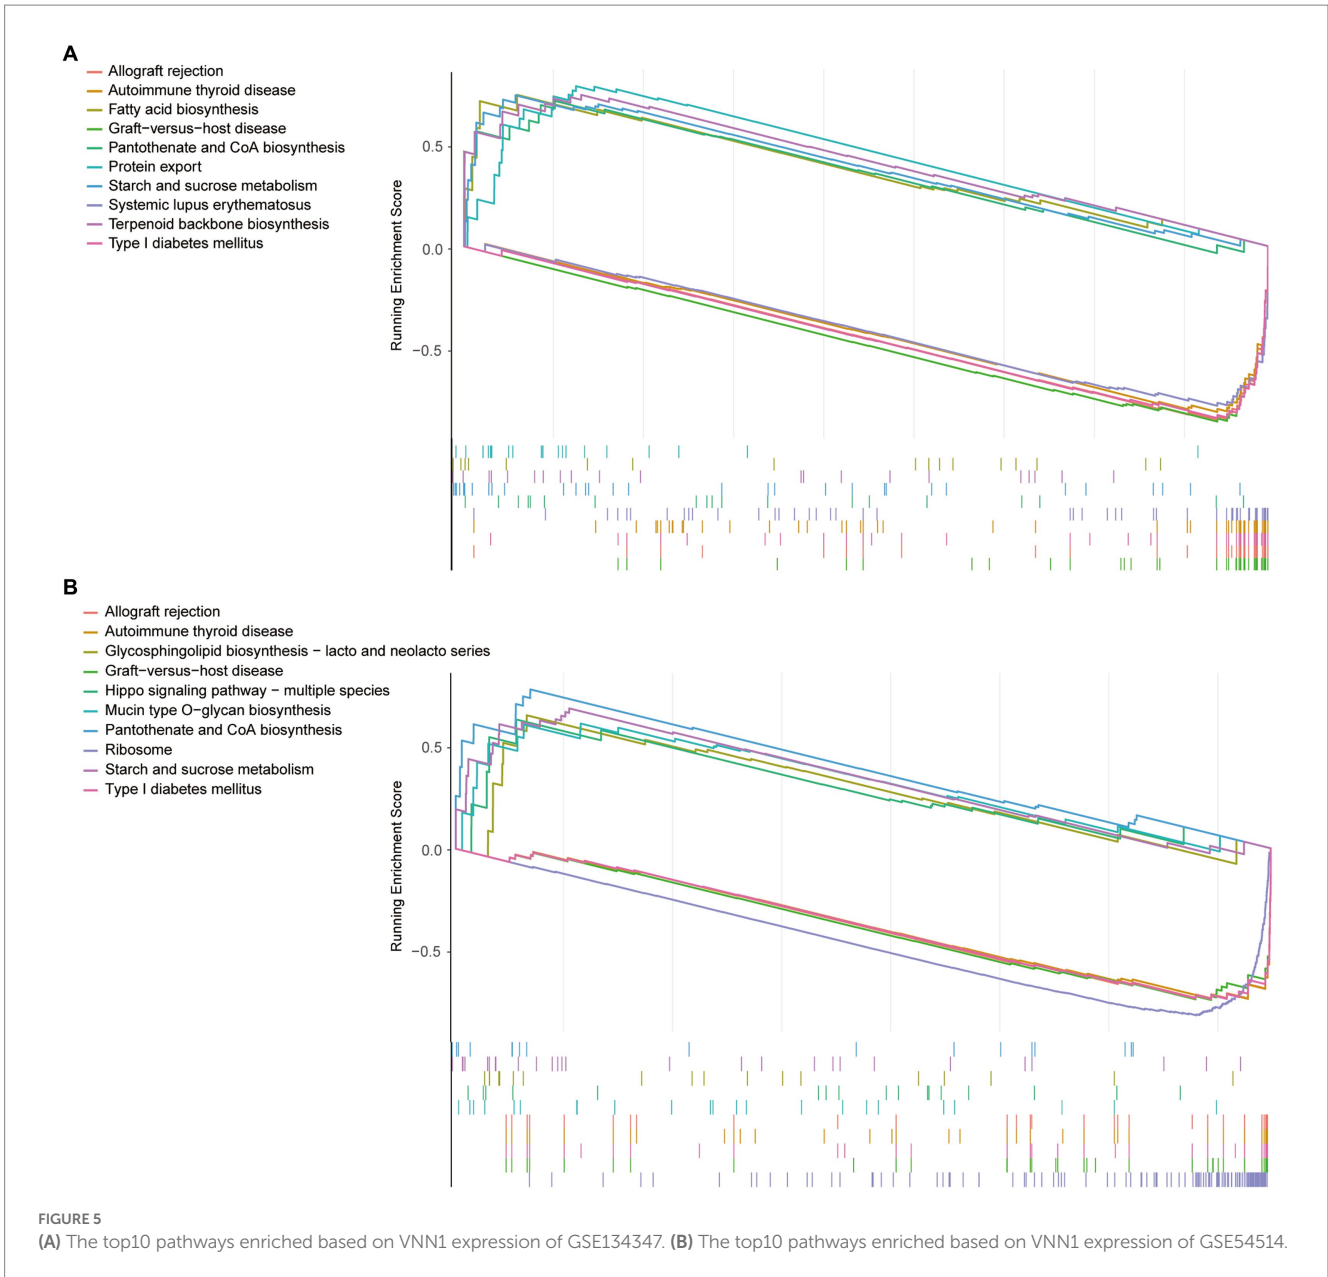 A
Allograft rejection
Autoimmune thyroid disease
Fatty acid biosynthesis
Graft−versus−host disease
Pantothenate and CoA biosynthesis
Protein export
Starch and sucrose metabolism
Systemic lupus erythematosus
Terpenoid backbone biosynthesis
Type I diabetes mellitus
Running Enrichment Score
0.5
0.0
−0.5
B
Allograft rejection
Autoimmune thyroid disease
Glycosphingolipid biosynthesis − lacto and neolacto series
Graft−versus−host disease
Hippo signaling pathway − multiple species
Mucin type O−glycan biosynthesis
Pantothenate and CoA biosynthesis
Ribosome
Starch and sucrose metabolism
Type I diabetes mellitus
Running Enrichment Score
0.5
0.0
−0.5
FIGURE 5
(A) The top10 pathways enriched based on VNN1 expression of GSE134347. (B) The top10 pathways enriched based on VNN1 expression of GSE54514.